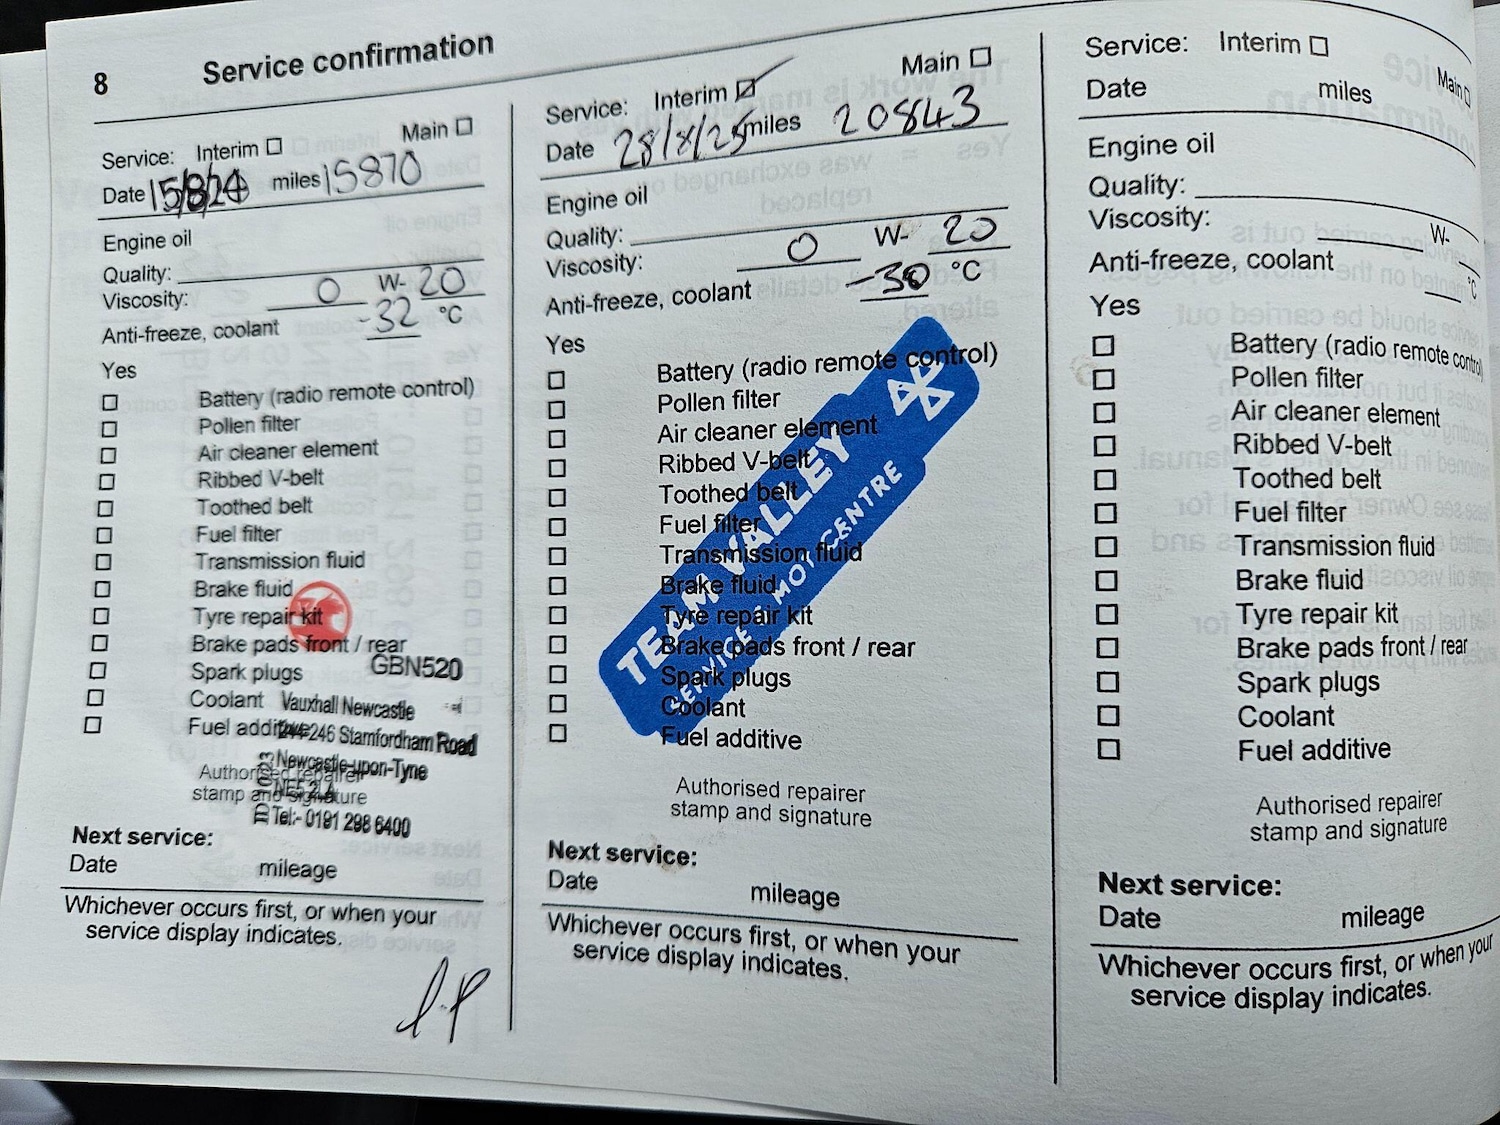 8 Service confirmation
Service: Interim Main
Date 15/8/24 miles 15870
Engine oil
Quality:
Viscosity: 0 W- 20
Anti-freeze, coolant -32 °C
Yes
Battery (radio remote control)
Pollen filter
Air cleaner element
Ribbed V-belt
Toothed belt
Fuel filter
Transmission fluid
Brake fluid
Tyre repair kit
Brake pads front / rear
Spark plugs
Coolant
Fuel additive
GBN520
Vauxhall Newcastle
244-246 Stamfordham Road
Newcastle-upon-Tyne
NE5 2LA
Tel:- 0191 298 6400
Authorised repairer
stamp and signature
Next service:
Date mileage
Whichever occurs first, or when your
service display indicates.
Service: Interim Main
Date 28/8/25 miles 20843
Engine oil
Quality:
Viscosity: 0 W- 20
Anti-freeze, coolant -30 °C
Yes
Battery (radio remote control)
Pollen filter
Air cleaner element
Ribbed V-belt
Toothed belt
Fuel filter
Transmission fluid
Brake fluid
Tyre repair kit
Brake pads front / rear
Spark plugs
Coolant
Fuel additive
TEAM VALLEY
SERVICE & MOT CENTRE
Authorised repairer
stamp and signature
Next service:
Date mileage
Whichever occurs first, or when your
service display indicates.
Service: Interim Main
Date miles
Engine oil
Quality:
Viscosity: W-
Anti-freeze, coolant °C
Yes
Battery (radio remote control)
Pollen filter
Air cleaner element
Ribbed V-belt
Toothed belt
Fuel filter
Transmission fluid
Brake fluid
Tyre repair kit
Brake pads front / rear
Spark plugs
Coolant
Fuel additive
Authorised repairer
stamp and signature
Next service:
Date mileage
Whichever occurs first, or when your
service display indicates.